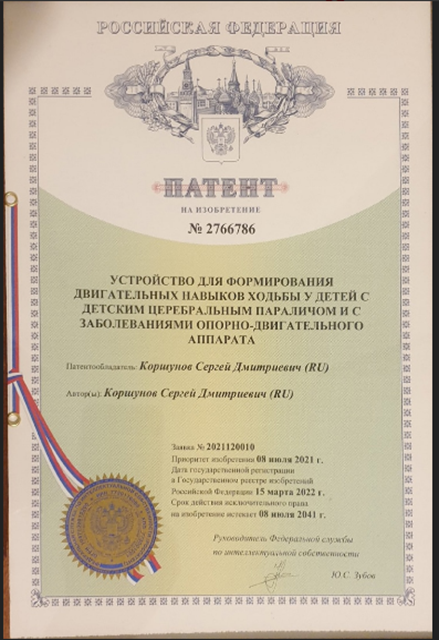 РОССИЙСКАЯ ФЕДЕРАЦИЯ
ПАТЕНТ
НА ИЗОБРЕТЕНИЕ
№ 2766786
УСТРОЙСТВО ДЛЯ ФОРМИРОВАНИЯ
ДВИГАТЕЛЬНЫХ НАВЫКОВ ХОДЬБЫ У ДЕТЕЙ С
ДЕТСКИМ ЦЕРЕБРАЛЬНЫМ ПАРАЛИЧОМ И С
ЗАБОЛЕВАНИЯМИ ОПОРНО-ДВИГАТЕЛЬНОГО
АППАРАТА
Патентообладатель: Коршунов Сергей Дмитриевич (RU)
Автор(ы): Коршунов Сергей Дмитриевич (RU)
Заявка № 2021120010
Приоритет изобретения 08 июля 2021 г.
Дата государственной регистрации
в Государственном реестре изобретений
Российской Федерации 15 марта 2022 г.
Срок действия исключительного права
на изобретение истекает 08 июля 2041 г.
Руководитель Федеральной службы
по интеллектуальной собственности
Ю.С. Зубов